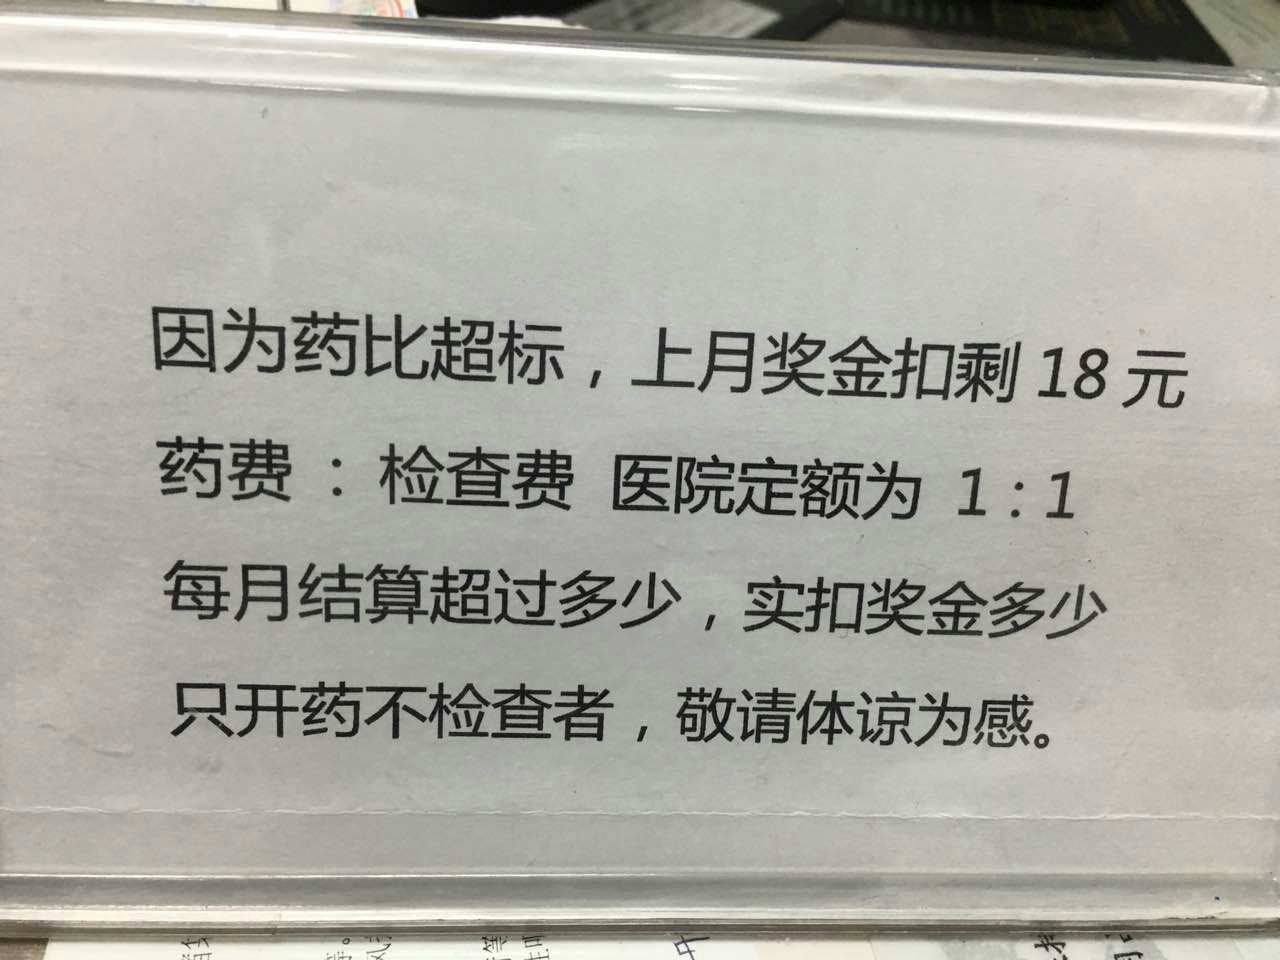 因为药比超标，上月奖金扣剩 18 元
药费 ： 检查费 医院定额为 1 : 1
每月结算超过多少，实扣奖金多少
只开药不检查者，敬请体谅为感。